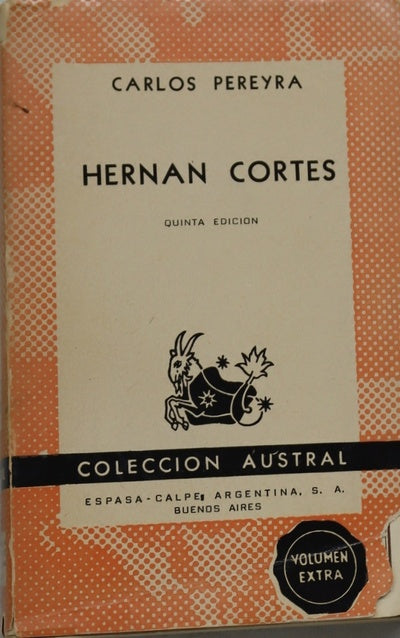 CARLOS PEREYRA
HERNAN CORTES
QUINTA EDICION
COLECCION AUSTRAL
ESPASA-CALPE, ARGENTINA, S. A.
BUENOS AIRES
VOLUMEN
EXTRA